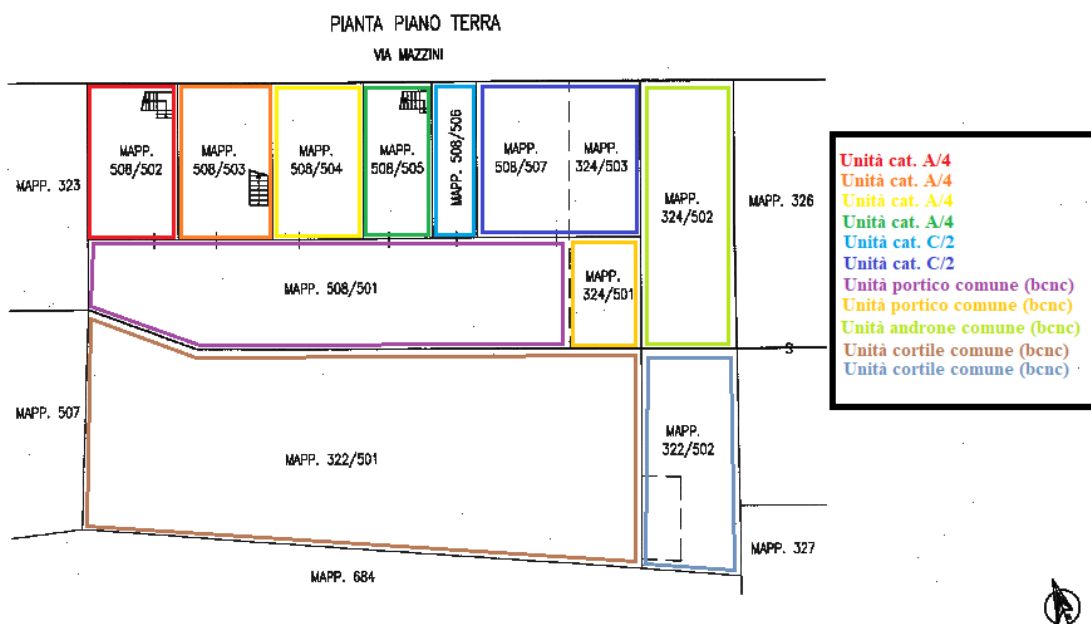 PIANTA PIANO TERRA
VIA MAZZINI
MAPP. 323
MAPP.
508/502
MAPP.
508/503
MAPP.
508/504
MAPP.
508/505
MAPP. 508/506
MAPP.
508/507
MAPP.
324/503
MAPP.
324/502
MAPP. 326
MAPP. 508/501
MAPP.
324/501
MAPP. 507
MAPP. 322/501
MAPP.
322/502
MAPP. 327
MAPP. 684
Unità cat. A/4
Unità cat. A/4
Unità cat. A/4
Unità cat. A/4
Unità cat. C/2
Unità cat. C/2
Unità portico comune (bcnc)
Unità portico comune (bcnc)
Unità androne comune (bcnc)
Unità cortile comune (bcnc)
Unità cortile comune (bcnc)